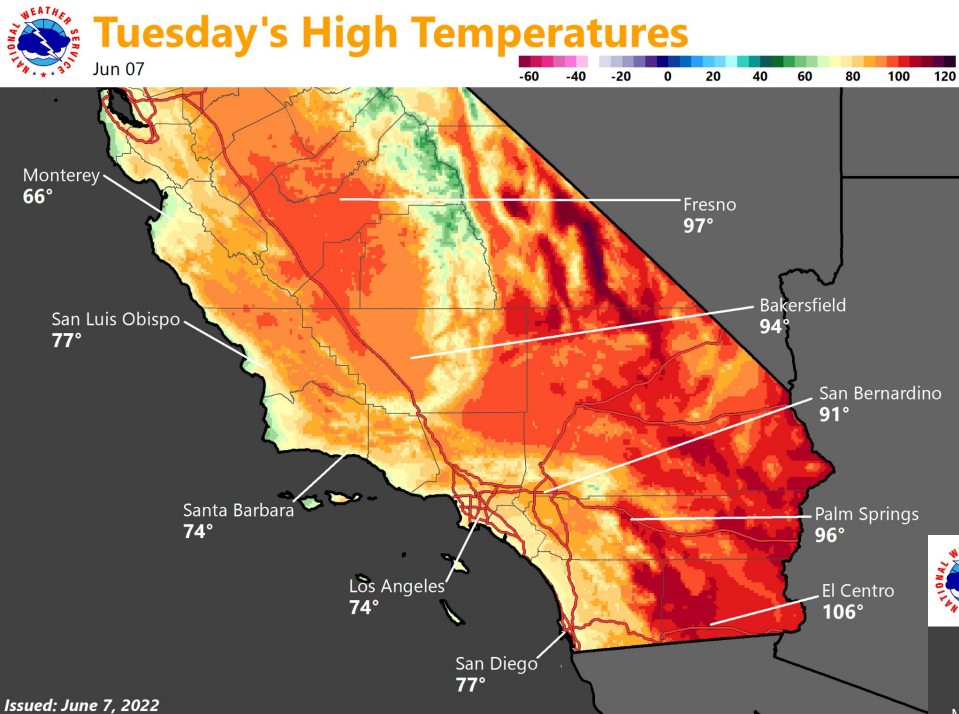 NATIONAL WEATHER SERVICE
Tuesday's High Temperatures
Jun 07
-60 -40 -20 0 20 40 60 80 100 120
Monterey
66°
Fresno
97°
San Luis Obispo
77°
Bakersfield
94°
San Bernardino
91°
Santa Barbara
74°
Palm Springs
96°
Los Angeles
74°
El Centro
106°
San Diego
77°
Issued: June 7, 2022